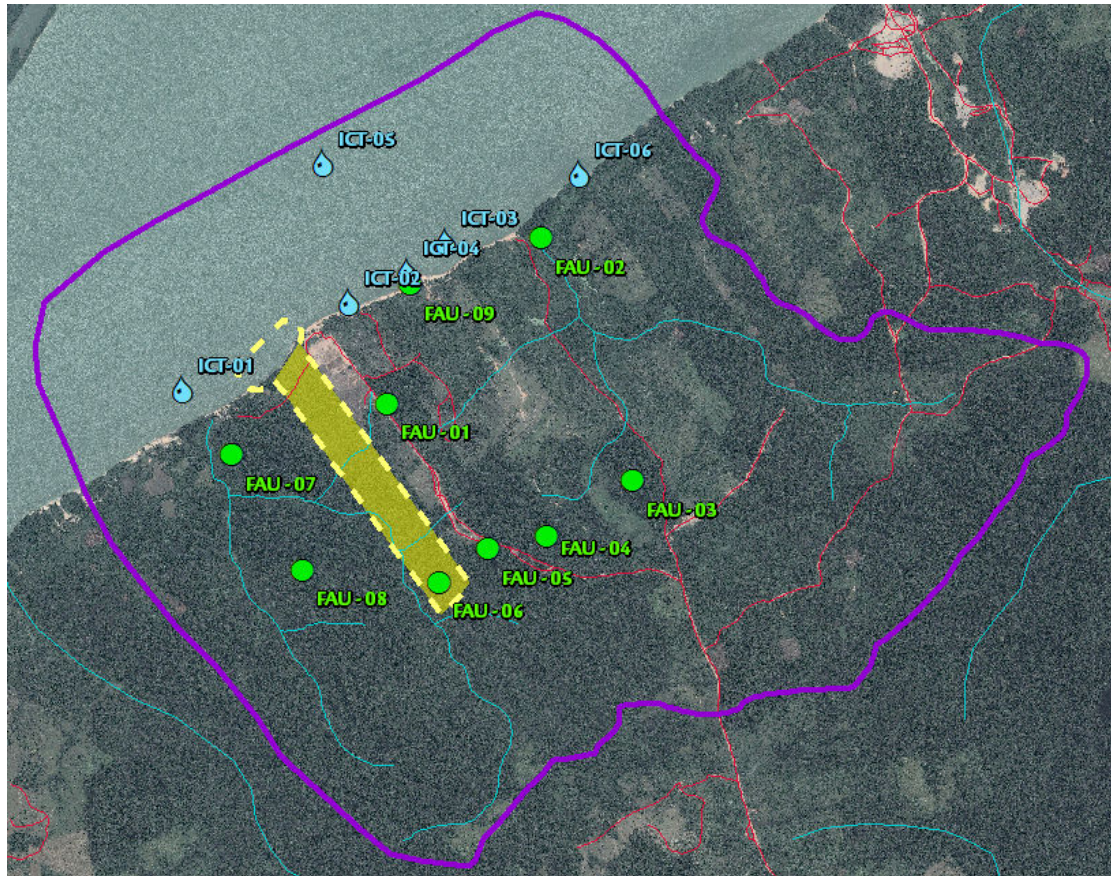 ICT-05
ICT-06
ICT-03
ICT-04
FAU - 02
ICT-02
FAU - 09
ICT-01
FAU - 01
FAU - 07
FAU - 03
FAU - 04
FAU - 05
FAU - 08
FAU - 06